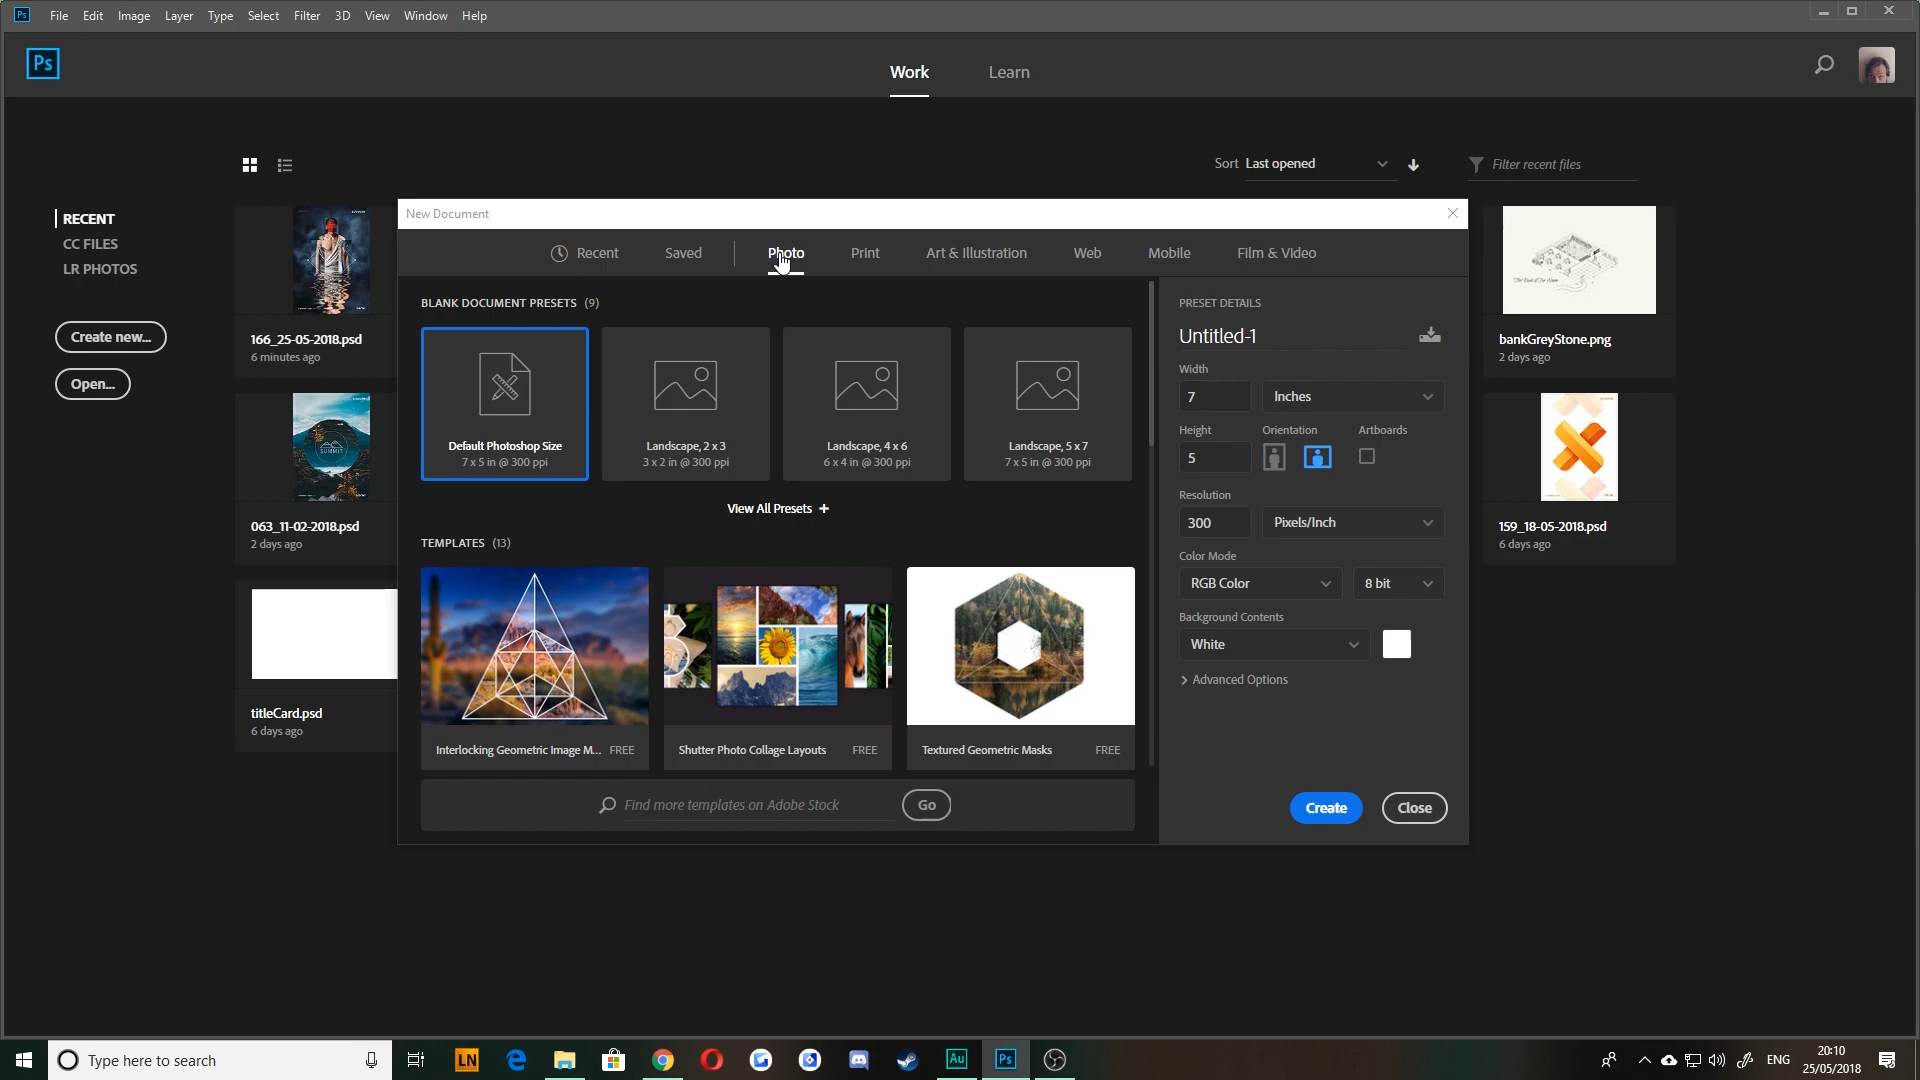 Ps File Edit Image Layer Type Select Filter 3D View Window Help
Ps Work Learn
Sort Last opened Filter recent files
RECENT
CC FILES
LR PHOTOS
Create new...
Open...
166_25-05-2018.psd
6 minutes ago
SUMMIT
063_11-02-2018.psd
2 days ago
titleCard.psd
6 days ago
bankGreyStone.png
2 days ago
159_18-05-2018.psd
6 days ago
New Document
Recent Saved Photo Print Art & Illustration Web Mobile Film & Video
BLANK DOCUMENT PRESETS (9)
Default Photoshop Size
7 x 5 in @ 300 ppi
Landscape, 2 x 3
3 x 2 in @ 300 ppi
Landscape, 4 x 6
6 x 4 in @ 300 ppi
Landscape, 5 x 7
7 x 5 in @ 300 ppi
View All Presets +
TEMPLATES (13)
Interlocking Geometric Image M... FREE
Shutter Photo Collage Layouts FREE
Textured Geometric Masks FREE
Find more templates on Adobe Stock Go
PRESET DETAILS
Untitled-1
Width
7 Inches
Height Orientation Artboards
5
Resolution
300 Pixels/Inch
Color Mode
RGB Color 8 bit
Background Contents
White
Advanced Options
Create Close
Type here to search LN Au Ps ENG
20:10
25/05/2018